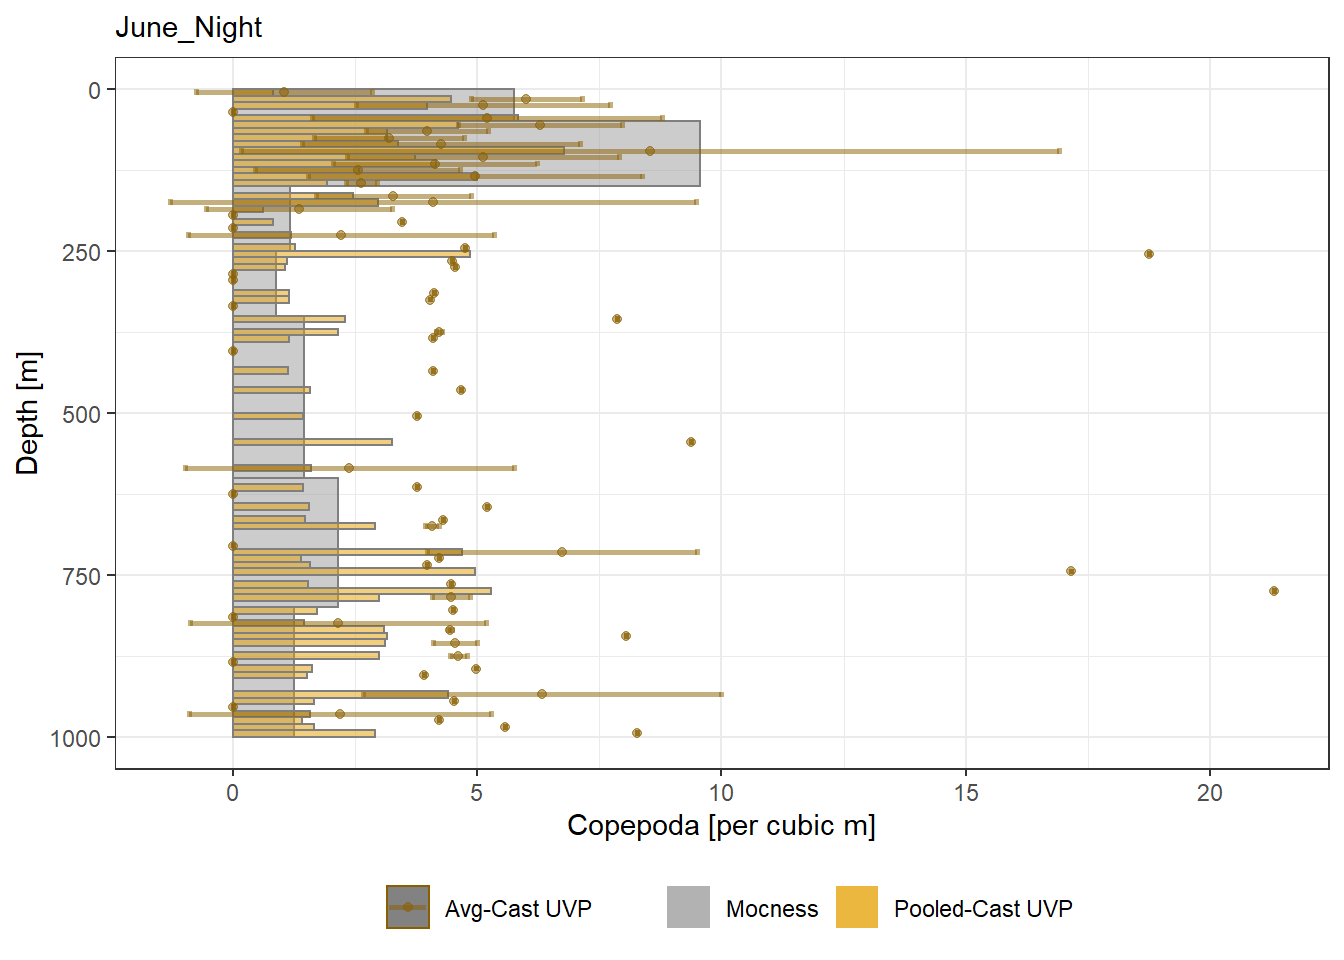 June_Night
0
250
500
750
1000
Depth [m]
0 5 10 15 20
Copepoda [per cubic m]
Avg-Cast UVP Mocness Pooled-Cast UVP